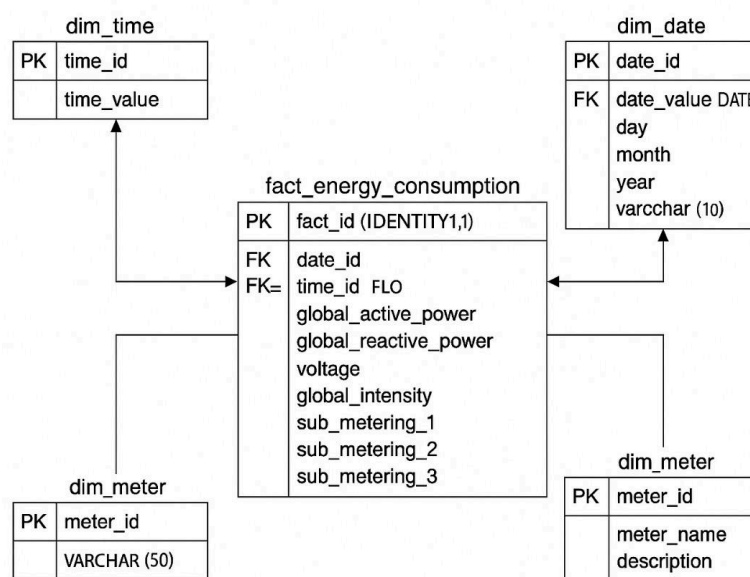 dim_time
PK time_id
time_value
dim_date
PK date_id
FK date_value DATE
day
month
year
varcchar (10)
fact_energy_consumption
PK fact_id (IDENTITY1,1)
FK date_id
FK= time_id FLO
global_active_power
global_reactive_power
voltage
global_intensity
sub_metering_1
sub_metering_2
sub_metering_3
dim_meter
PK meter_id
VARCHAR (50)
dim_meter
PK meter_id
meter_name
description